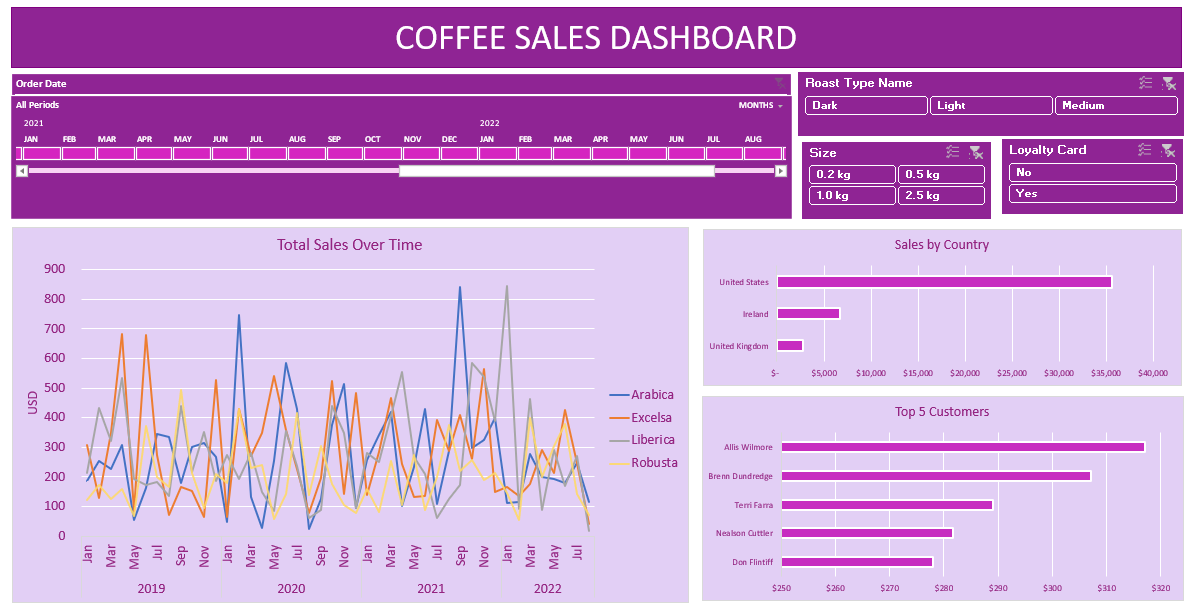 COFFEE SALES DASHBOARD
Order Date
All Periods MONTHS
2021 2022
JAN FEB MAR APR MAY JUN JUL AUG SEP OCT NOV DEC JAN FEB MAR APR MAY JUN JUL AUG
Roast Type Name
Dark Light Medium
Size
0.2 kg 0.5 kg
1.0 kg 2.5 kg
Loyalty Card
No
Yes
Total Sales Over Time
900
800
700
600
500
400
300
200
100
0
USD
Jan Mar May Jul Sep Nov Jan Mar May Jul Sep Nov Jan Mar May Jul Sep Nov Jan Mar May Jul
2019 2020 2021 2022
Arabica
Excelsa
Liberica
Robusta
Sales by Country
United States
Ireland
United Kingdom
$- $5,000 $10,000 $15,000 $20,000 $25,000 $30,000 $35,000 $40,000
Top 5 Customers
Allis Wilmore
Brenn Dundredge
Terri Farra
Nealson Cuttler
Don Flintiff
$250 $260 $270 $280 $290 $300 $310 $320